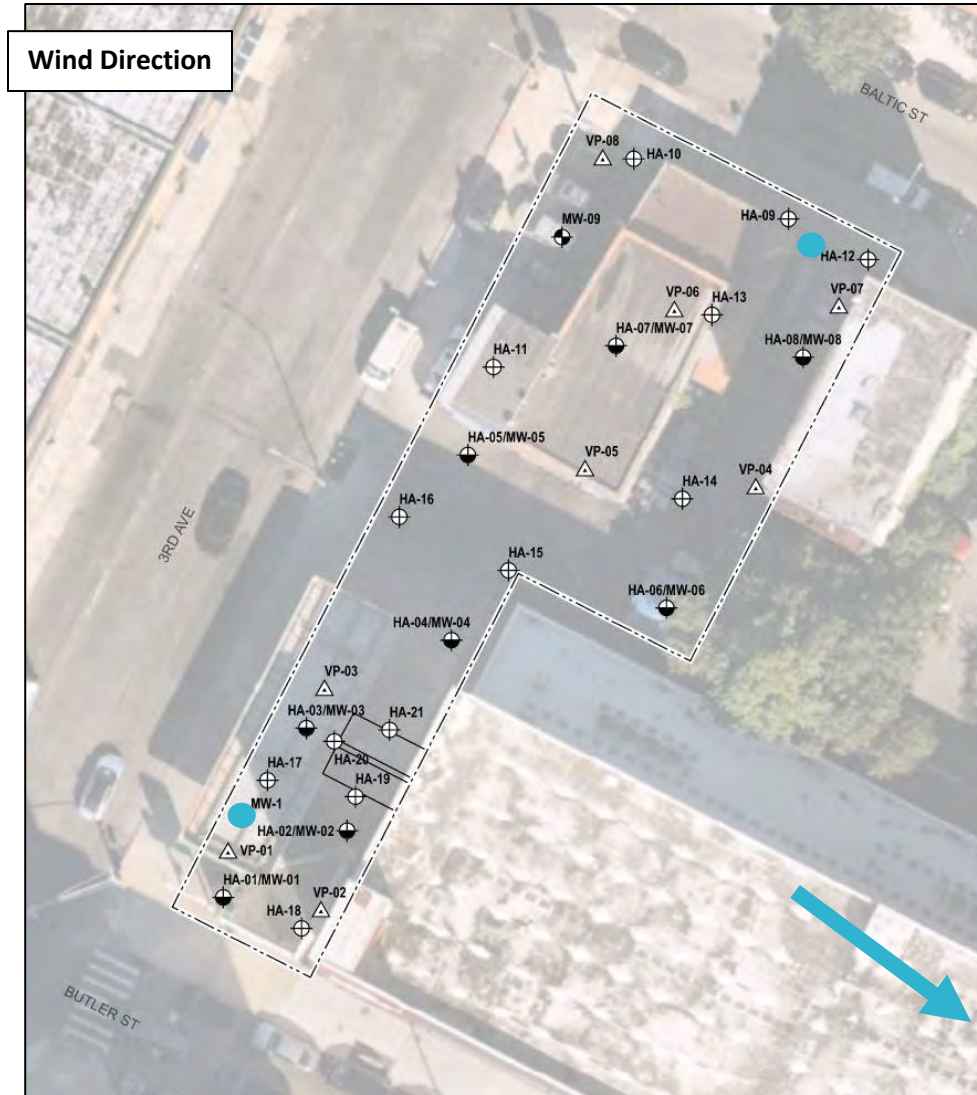 Wind Direction
BALTIC ST
VP-08
HA-10
HA-09
MW-09
HA-12
VP-06
HA-13
VP-07
HA-07/MW-07
HA-08/MW-08
HA-11
HA-05/MW-05
VP-05
VP-04
HA-14
HA-16
3RD AVE
HA-15
HA-06/MW-06
HA-04/MW-04
VP-03
HA-03/MW-03
HA-21
HA-20
HA-17
HA-19
MW-1
HA-02/MW-02
VP-01
HA-01/MW-01
VP-02
HA-18
BUTLER ST